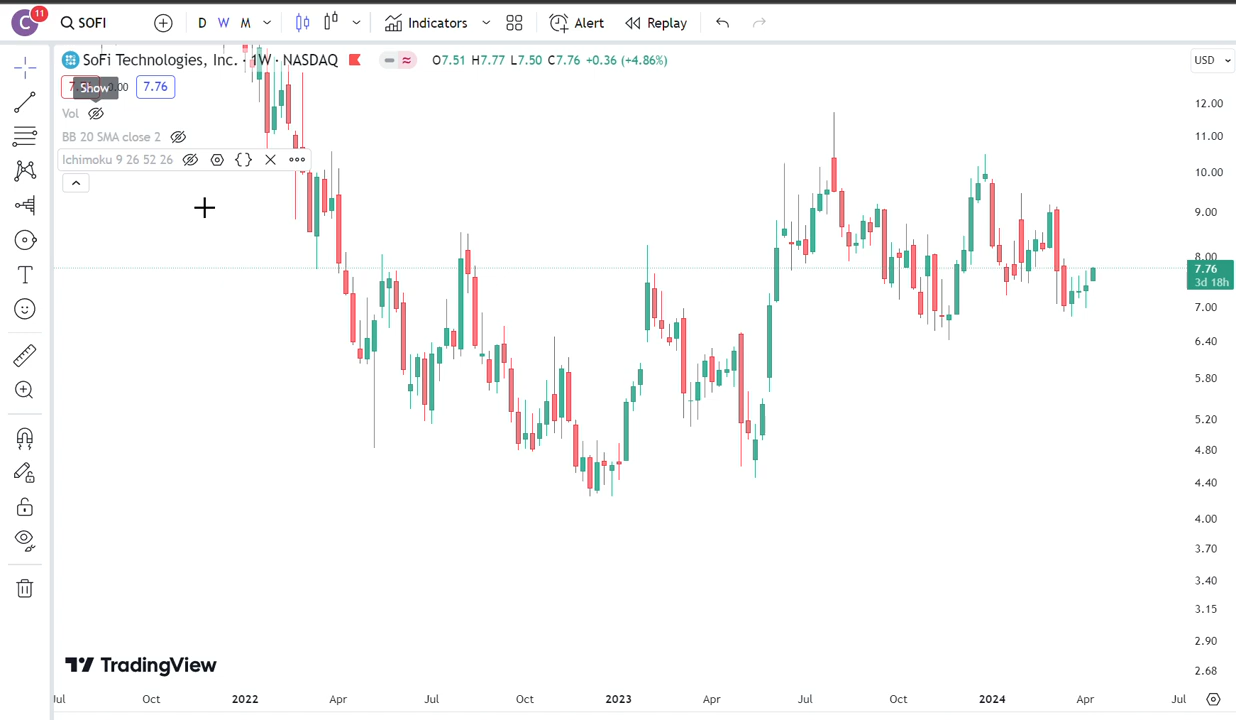 C 11 SOFI D W M Indicators Alert Replay
SoFi Technologies, Inc. · 1W · NASDAQ O7.51 H7.77 L7.50 C7.76 +0.36 (+4.86%) USD
Show 7.76
Vol
BB 20 SMA close 2
Ichimoku 9 26 52 26
12.00
11.00
10.00
9.00
8.00
7.76
3d 18h
7.00
6.40
5.80
5.20
4.80
4.40
4.00
3.70
3.40
3.15
2.90
2.68
TradingView
Oct 2022 Apr Jul Oct 2023 Apr Jul Oct 2024 Apr Jul